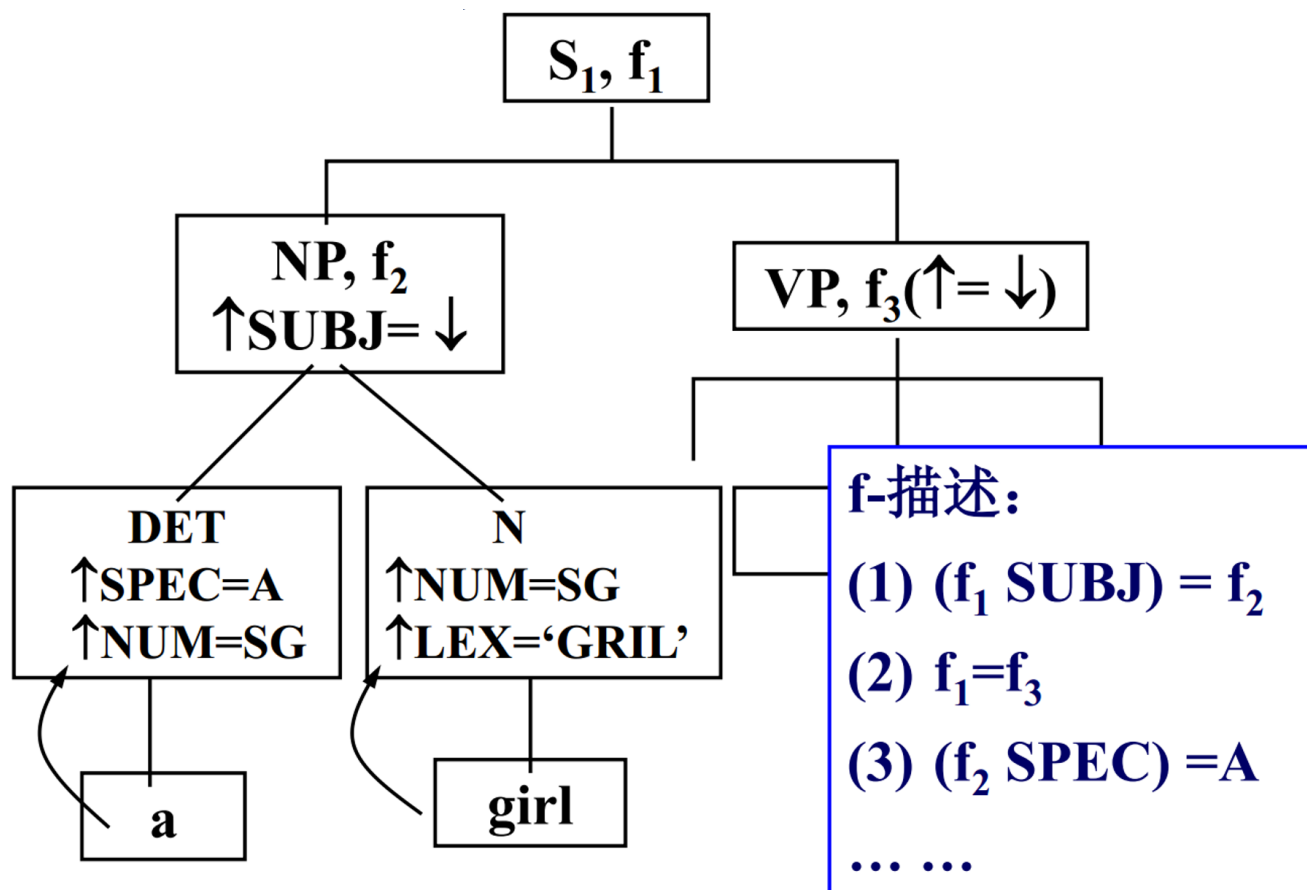 S₁, f₁
NP, f₂
↑SUBJ= ↓
VP, f₃(↑= ↓)
DET
↑SPEC=A
↑NUM=SG
N
↑NUM=SG
↑LEX=‘GRIL’
a
girl
f-描述：
(1) (f₁ SUBJ) = f₂
(2) f₁=f₃
(3) (f₂ SPEC) =A
… …